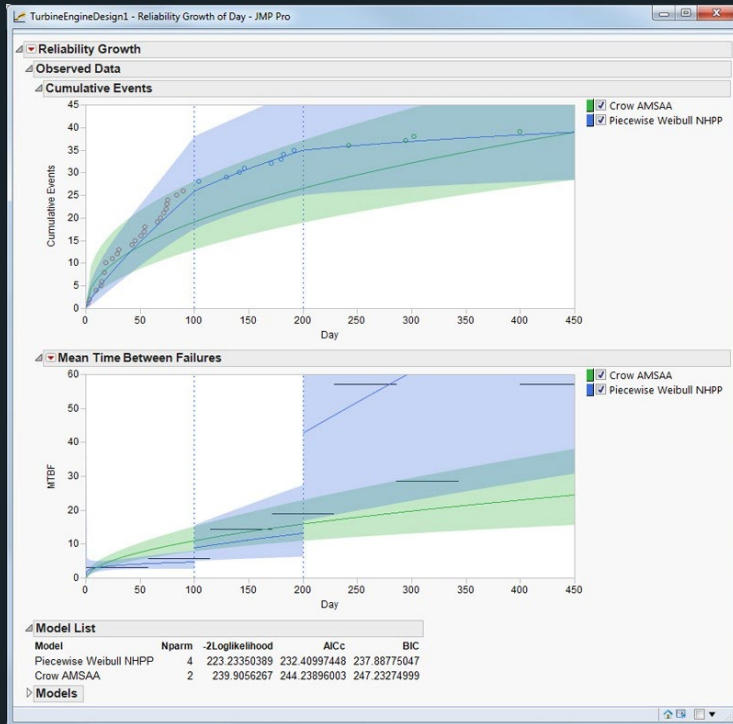 TurbineEngineDesign1 - Reliability Growth of Day - JMP Pro
Reliability Growth
Observed Data
Cumulative Events
45
40
35
30
25
20
15
10
5
0
Cumulative Events
0 50 100 150 200 250 300 350 400 450
Day
Crow AMSAA
Piecewise Weibull NHPP
Mean Time Between Failures
60
50
40
30
20
10
0
MTBF
0 50 100 150 200 250 300 350 400 450
Day
Crow AMSAA
Piecewise Weibull NHPP
Model List
Model Nparm -2Loglikelihood AICc BIC
Piecewise Weibull NHPP 4 223.23350389 232.40997448 237.88775047
Crow AMSAA 2 239.9056267 244.23896003 247.23274999
Models